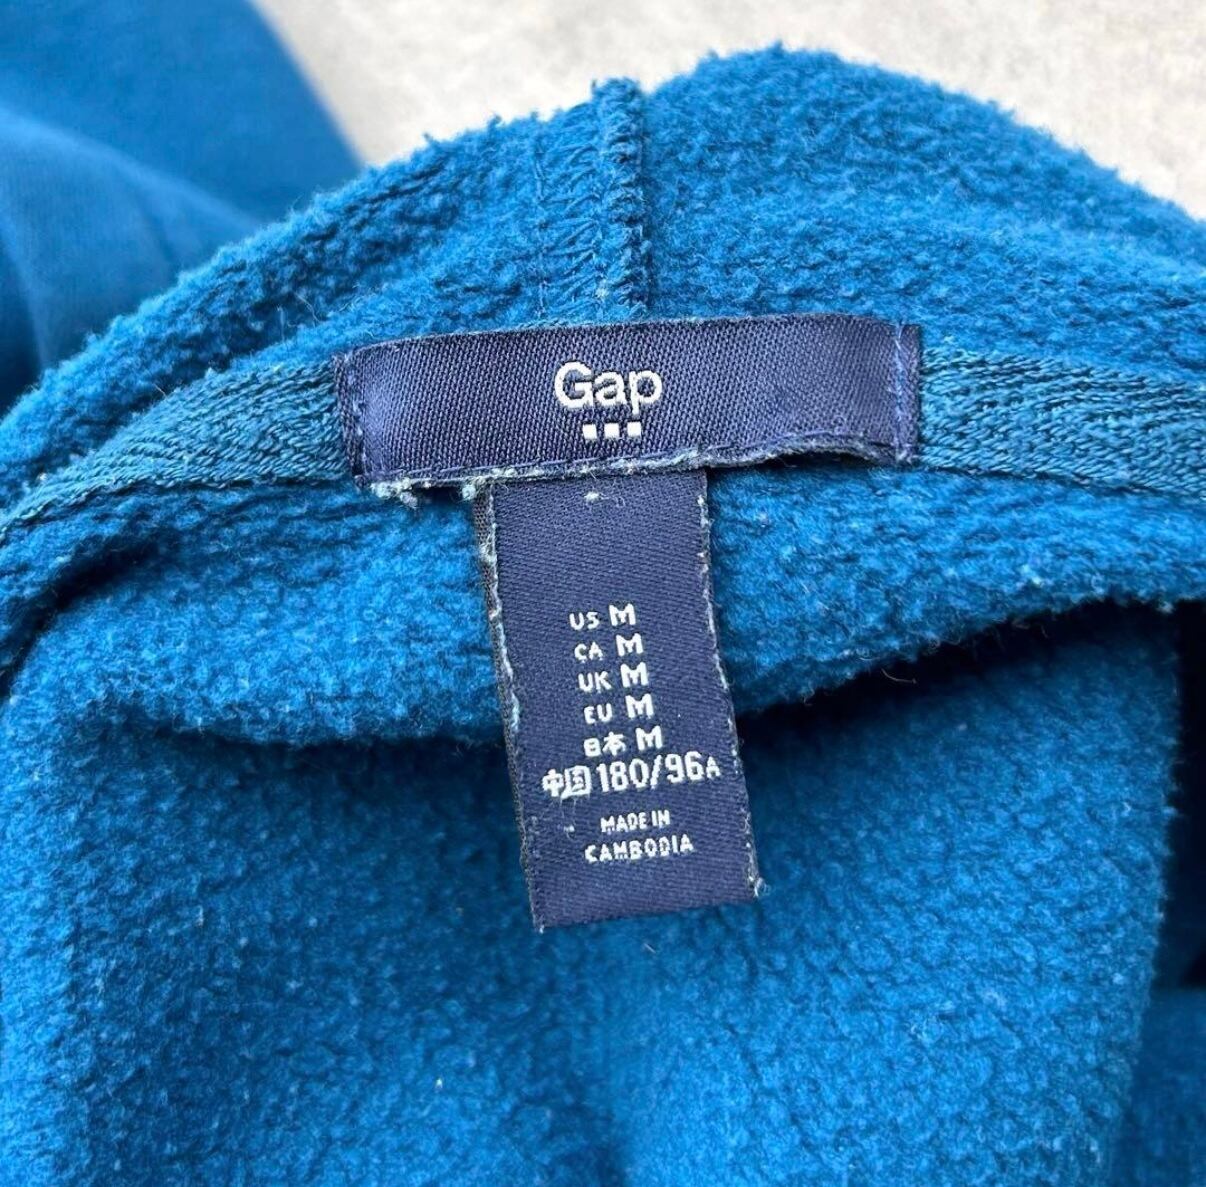 Gap
US M
CA M
UK M
EU M
日本 M
中国 180/96A
MADE IN
CAMBODIA